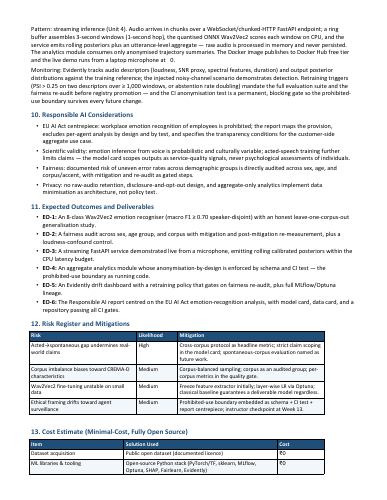 Pattern: streaming inference (Unit 4). Audio arrives in chunks over a WebSocket/chunked-HTTP FastAPI endpoint; a ring
buffer assembles 3-second windows (1-second hop), the quantised ONNX Wav2Vec2 scores each window on CPU, and the
service emits rolling posteriors plus an utterance-level aggregate — raw audio is processed in memory and never persisted.
The analytics module consumes only anonymised trajectory summaries. The Docker image publishes to Docker Hub free tier
and the demo runs from a laptop microphone at ₹0.
Monitoring: Evidently tracks audio descriptors (loudness, SNR proxy, spectral features, duration) and output posterior
distributions against the training reference; the injected noisy-channel scenario demonstrates detection. Retraining triggers
(PSI > 0.25 on two descriptors over ≥ 1,000 windows, or abstention rate doubling) mandate the full evaluation suite and the
fairness re-audit before registry promotion — and the CI anonymisation test is a permanent, blocking gate so the prohibited-
use boundary survives every future change.
10. Responsible AI Considerations
• EU AI Act centrepiece: workplace emotion recognition of employees is prohibited; the report maps the provision,
excludes per-agent analysis by design and by test, and specifies the transparency conditions for the customer-side
aggregate use case.
• Scientific validity: emotion inference from voice is probabilistic and culturally variable; acted-speech training further
limits claims — the model card scopes outputs as service-quality signals, never psychological assessments of individuals.
• Fairness: documented risk of uneven error rates across demographic groups is directly audited across sex, age, and
corpus/accent, with mitigation and re-audit as gated steps.
• Privacy: no raw-audio retention, disclosure-and-opt-out design, and aggregate-only analytics implement data
minimisation as architecture, not policy text.
11. Expected Outcomes and Deliverables
• EO-1: An 8-class Wav2Vec2 emotion recogniser (macro F1 ≥ 0.70 speaker-disjoint) with an honest leave-one-corpus-out
generalisation study.
• EO-2: A fairness audit across sex, age group, and corpus with mitigation and post-mitigation re-measurement, plus a
loudness-confound control.
• EO-3: A streaming FastAPI service demonstrated live from a microphone, emitting rolling calibrated posteriors within the
CPU latency budget.
• EO-4: An aggregate analytics module whose anonymisation-by-design is enforced by schema and CI test — the
prohibited-use boundary as running code.
• EO-5: An Evidently drift dashboard with a retraining policy that gates on fairness re-audit, plus full MLflow/Optuna
lineage.
• EO-6: The Responsible AI report centred on the EU AI Act emotion-recognition analysis, with model card, data card, and a
repository passing all CI gates.
12. Risk Register and Mitigations
Risk Likelihood Mitigation
Acted→spontaneous gap undermines real-world claims High Cross-corpus protocol as headline metric; strict claim scoping in the model card; spontaneous-corpus evaluation named as future work.
Corpus imbalance biases toward CREMA-D characteristics Medium Corpus-balanced sampling; corpus as an audited group; per-corpus metrics in the quality gate.
Wav2Vec2 fine-tuning unstable on small data Medium Freeze feature extractor initially; layer-wise LR via Optuna; classical baseline guarantees a deliverable model regardless.
Ethical framing drifts toward agent surveillance Medium Prohibited-use boundary embedded as schema + CI test + report centrepiece; instructor checkpoint at Week 13.
13. Cost Estimate (Minimal-Cost, Fully Open Source)
Item Solution Used Cost
Dataset acquisition Public open dataset (documented licence) ₹0
ML libraries & tooling Open-source Python stack (PyTorch/TF, sklearn, MLflow, Optuna, SHAP, Fairlearn, Evidently) ₹0